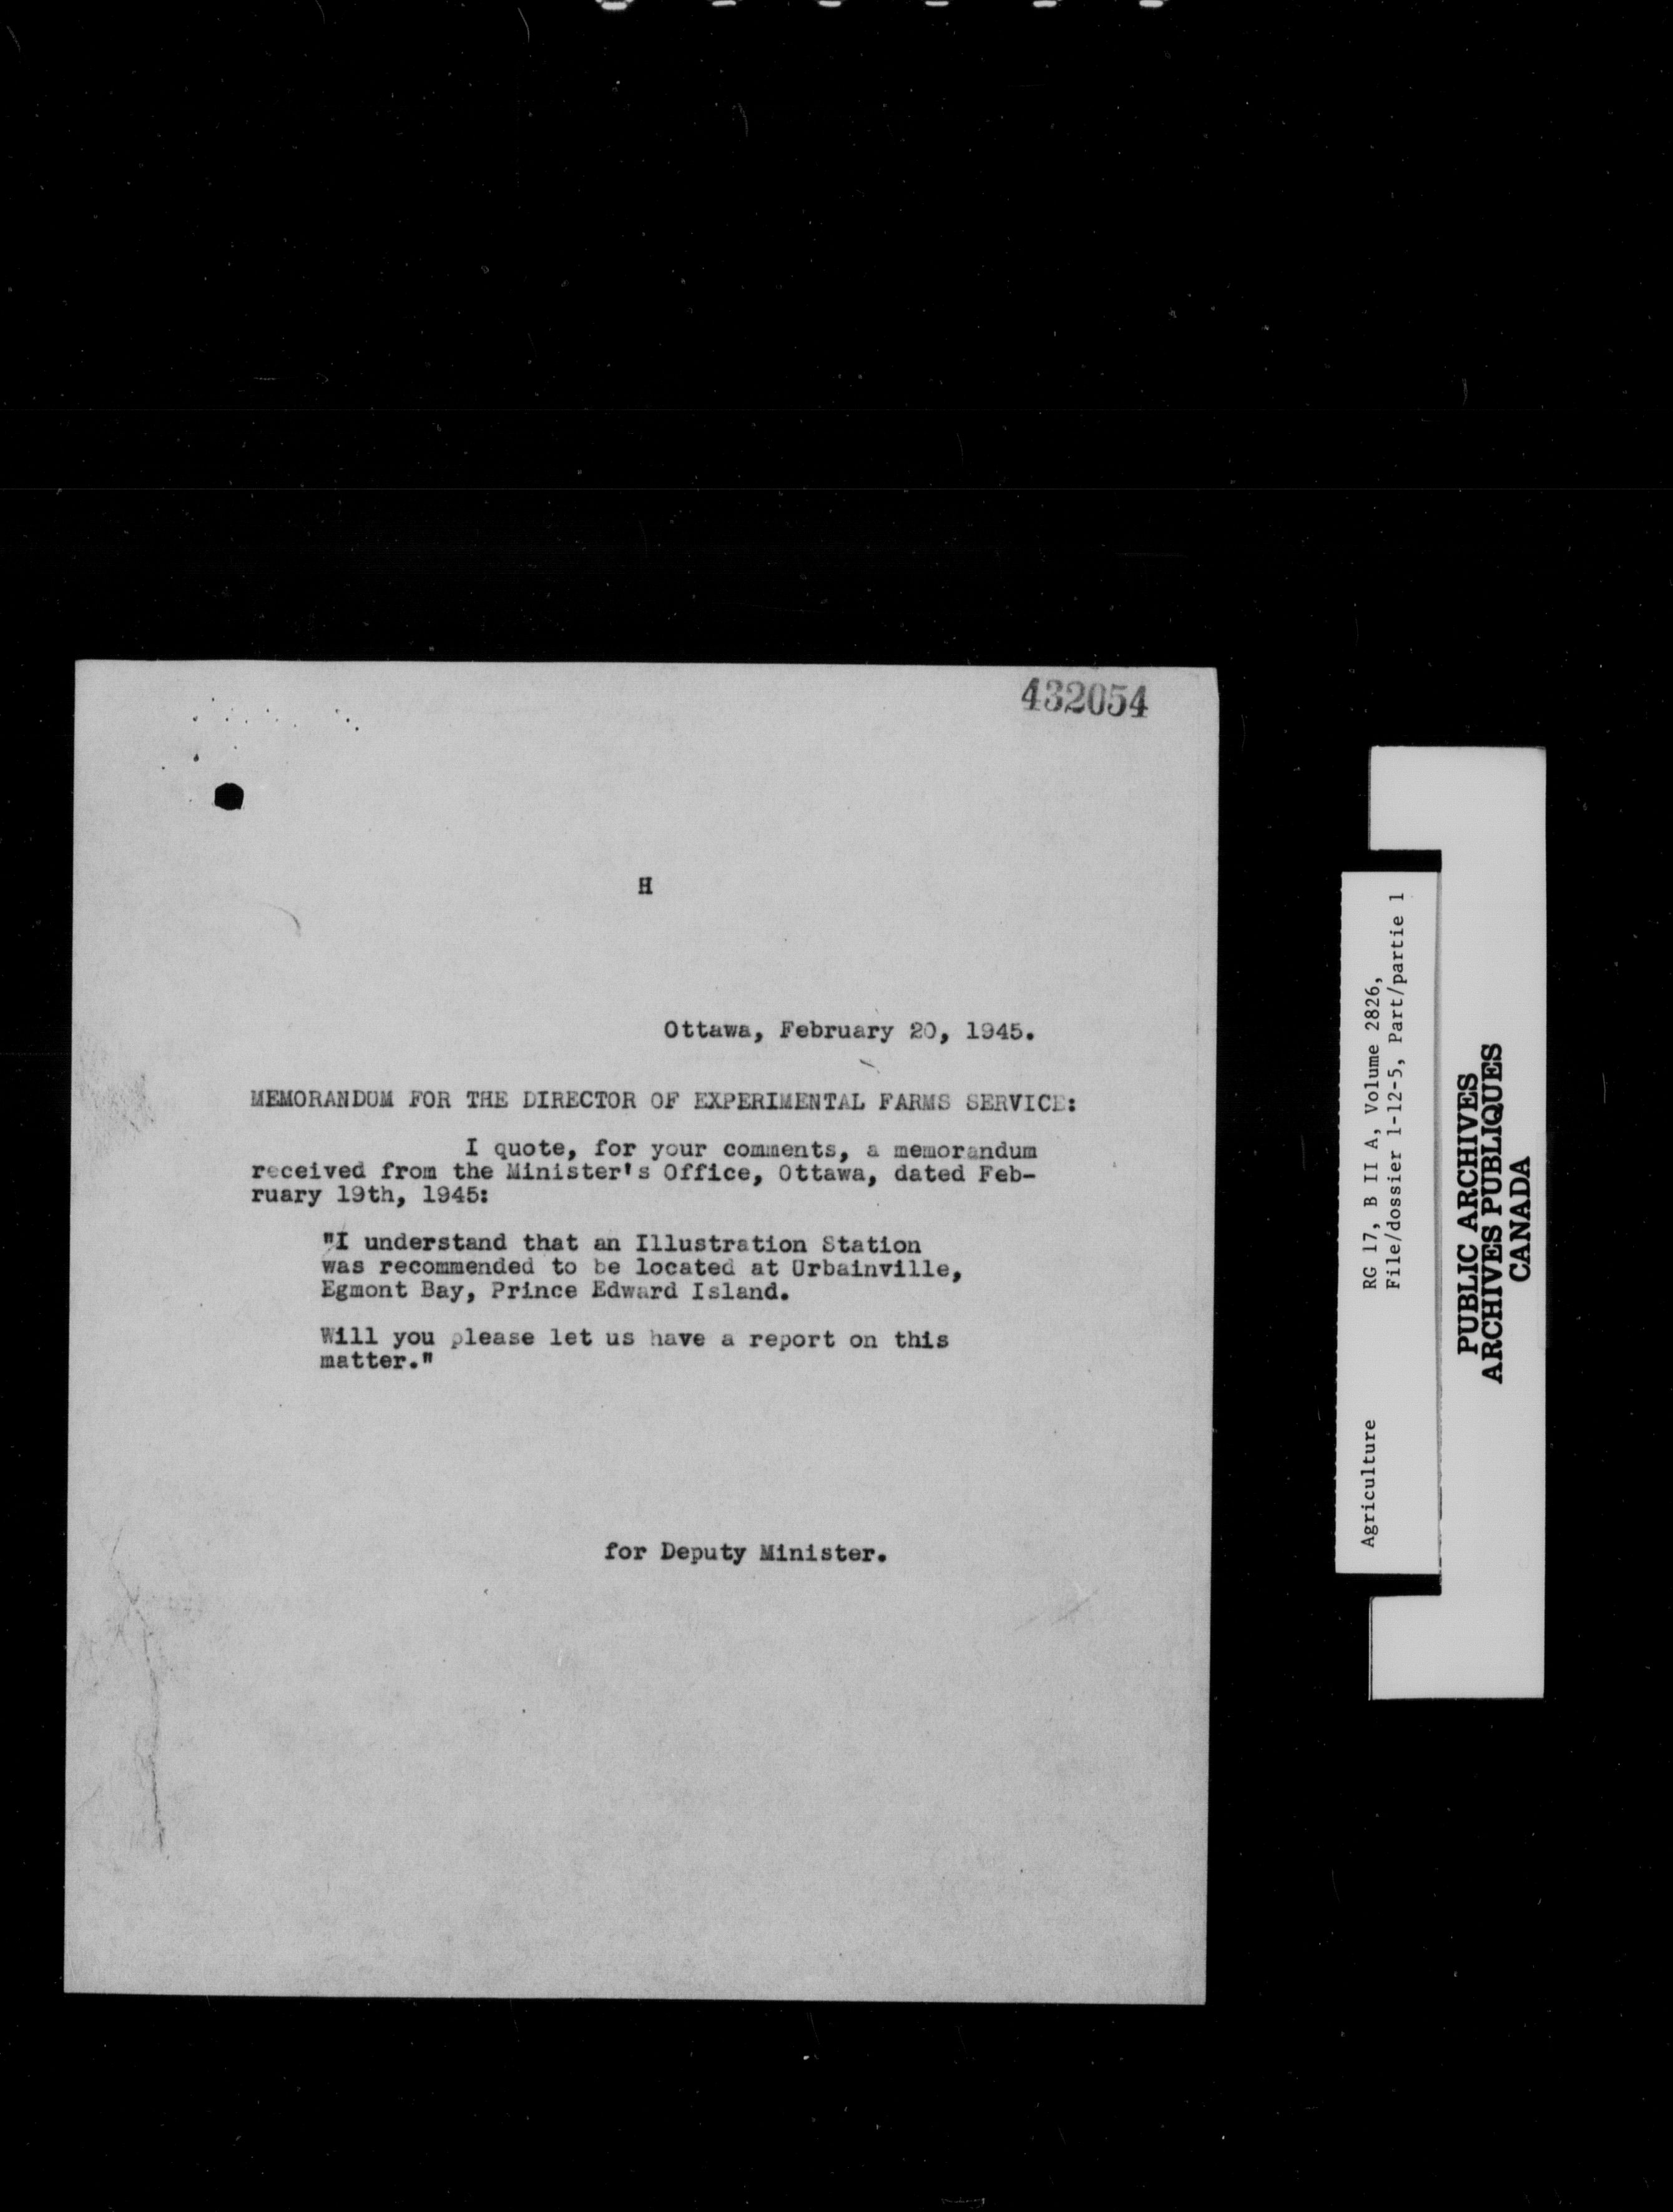 432054
H
Ottawa, February 20, 1945.
MEMORANDUM FOR THE DIRECTOR OF EXPERIMENTAL FARMS SERVICE:
I quote, for your comments, a memorandum
received from the Minister's Office, Ottawa, dated Feb-
ruary 19th, 1945:
"I understand that an Illustration Station
was recommended to be located at Urbainville,
Egmont Bay, Prince Edward Island.
Will you please let us have a report on this
matter."
for Deputy Minister.
Agriculture RG 17, B II A, Volume 2826,
File/dossier 1-12-5, Part/partie 1
PUBLIC ARCHIVES
ARCHIVES PUBLIQUES
CANADA